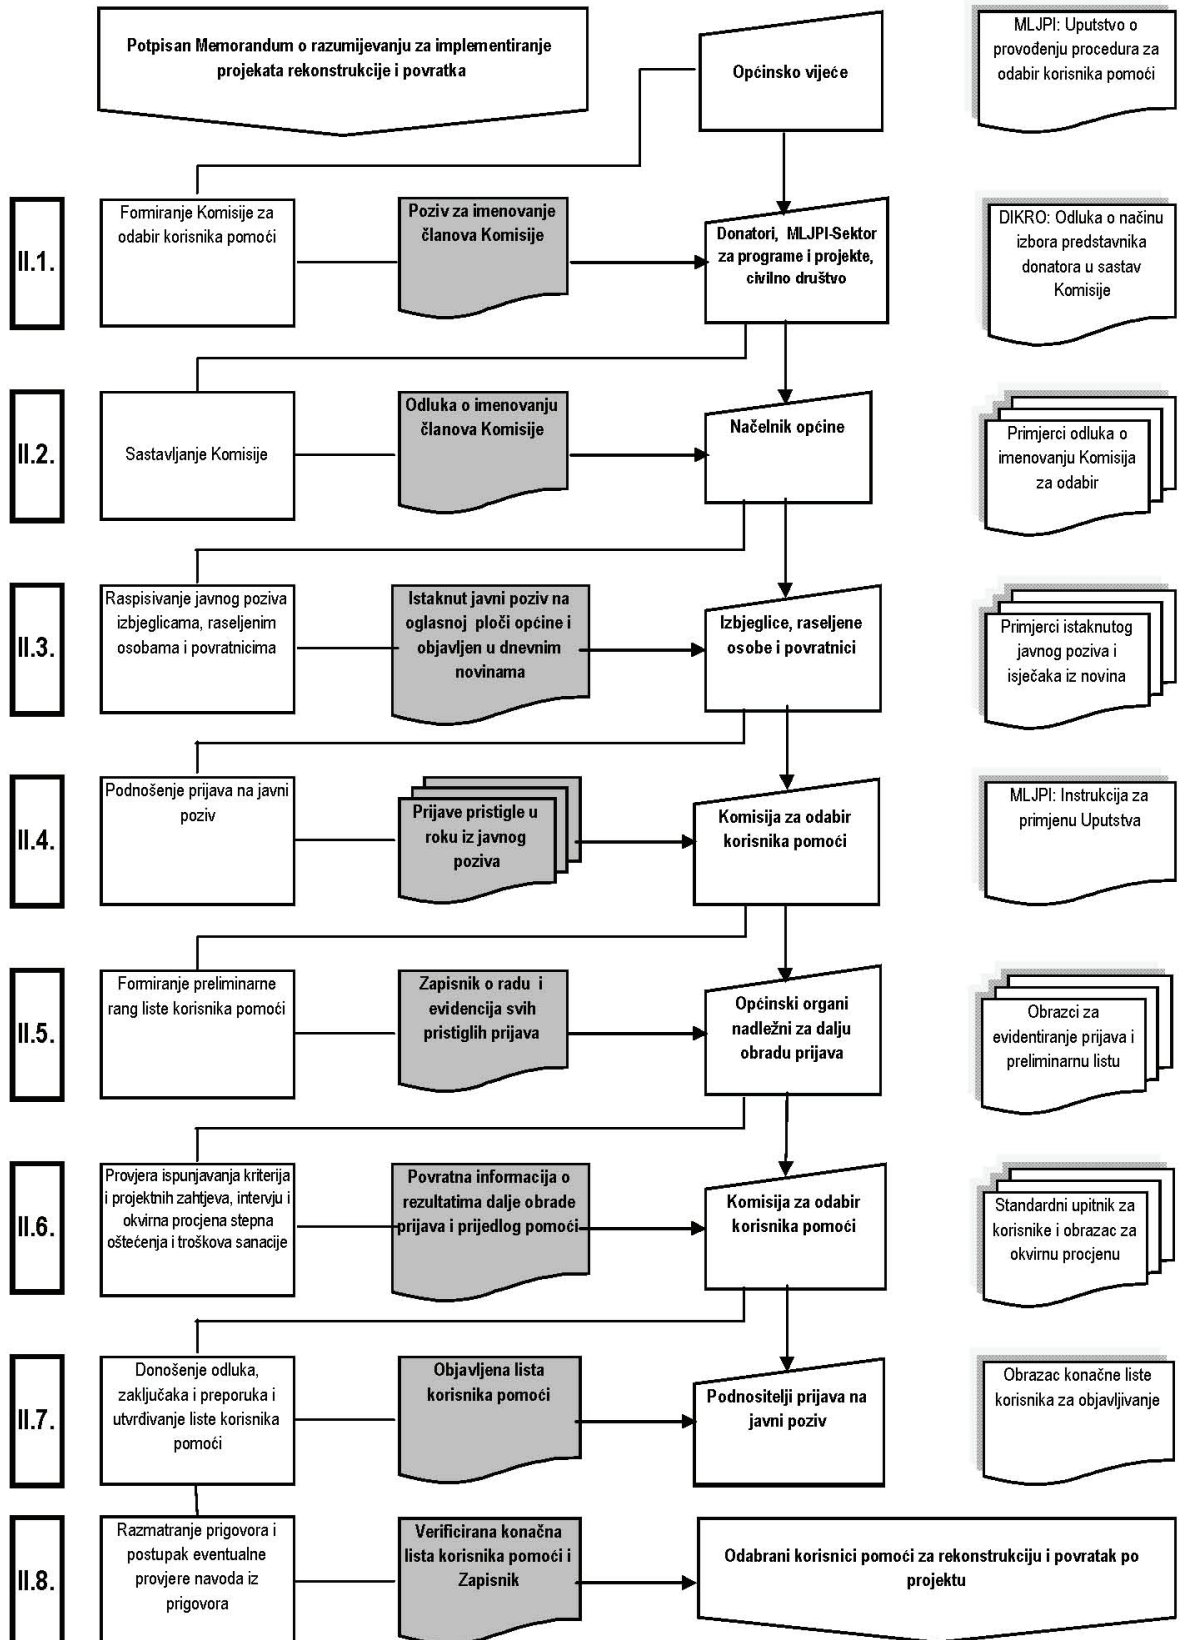 Potpisan Memorandum o razumijevanju za implementiranje
projekata rekonstrukcije i povratka
Općinsko vijeće
MLJPI: Uputstvo o
provođenju procedura za
odabir korisnika pomoći
II.1.
Formiranje Komisije za
odabir korisnika pomoći
Poziv za imenovanje
članova Komisije
Donatori, MLJPI-Sektor
za programe i projekte,
civilno društvo
DIKRO: Odluka o načinu
izbora predstavnika
donatora u sastav
Komisije
II.2.
Sastavljanje Komisije
Odluka o imenovanju
članova Komisije
Načelnik općine
Primjerci odluka o
imenovanju Komisija
za odabir
II.3.
Raspisivanje javnog poziva
izbjeglicama, raseljenim
osobama i povratnicima
Istaknut javni poziv na
oglasnoj ploči općine i
objavljen u dnevnim
novinama
Izbjeglice, raseljene
osobe i povratnici
Primjerci istaknutog
javnog poziva i
isječaka iz novina
II.4.
Podnošenje prijava na javni
poziv
Prijave pristigle u
roku iz javnog
poziva
Komisija za odabir
korisnika pomoći
MLJPI: Instrukcija za
primjenu Uputstva
II.5.
Formiranje preliminarne
rang liste korisnika pomoći
Zapisnik o radu i
evidencija svih
pristiglih prijava
Općinski organi
nadležni za dalju
obradu prijava
Obrazci za
evidentiranje prijava i
preliminarnu listu
II.6.
Provjera ispunjavanja kriterija
i projektnih zahtjeva, intervju i
okvirna procjena stepna
oštećenja i troškova sanacije
Povratna informacija o
rezultatima dalje obrade
prijava i prijedlog pomoći
Komisija za odabir
korisnika pomoći
Standardni upitnik za
korisnike i obrazac za
okvirnu procjenu
II.7.
Donošenje odluka,
zaključaka i preporuka i
utvrđivanje liste korisnika
pomoći
Objavljena lista
korisnika pomoći
Podnositelji prijava na
javni poziv
Obrazac konačne liste
korisnika za objavljivanje
II.8.
Razmatranje prigovora i
postupak eventualne
provjere navoda iz
prigovora
Verificirana konačna
lista korisnika pomoći i
Zapisnik
Odabrani korisnici pomoći za rekonstrukciju i povratak po
projektu